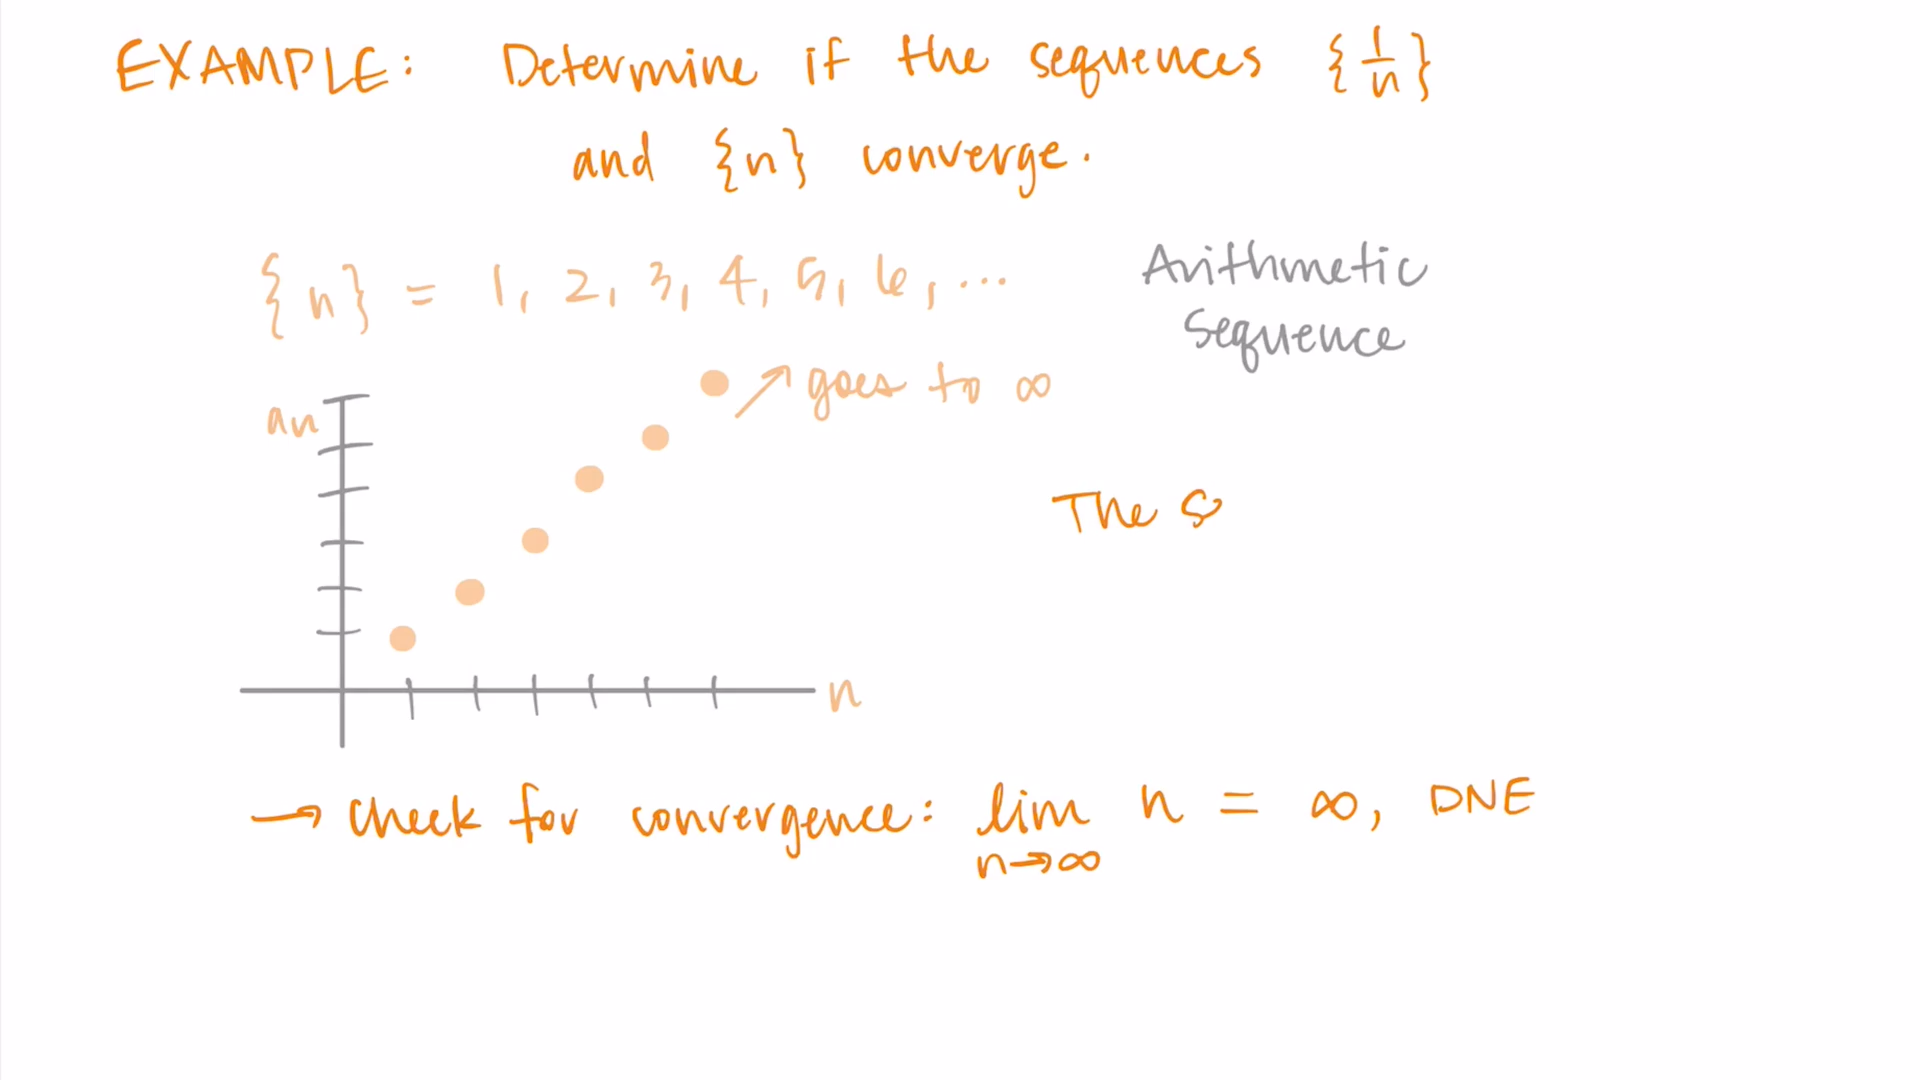 EXAMPLE: Determine if the sequences {1/n}
and {n} converge.
{n} = 1, 2, 3, 4, 5, 6, ...
Arithmetic
Sequence
↗ goes to ∞
an
The
n
→ Check for convergence: lim n = ∞, DNE
n→∞